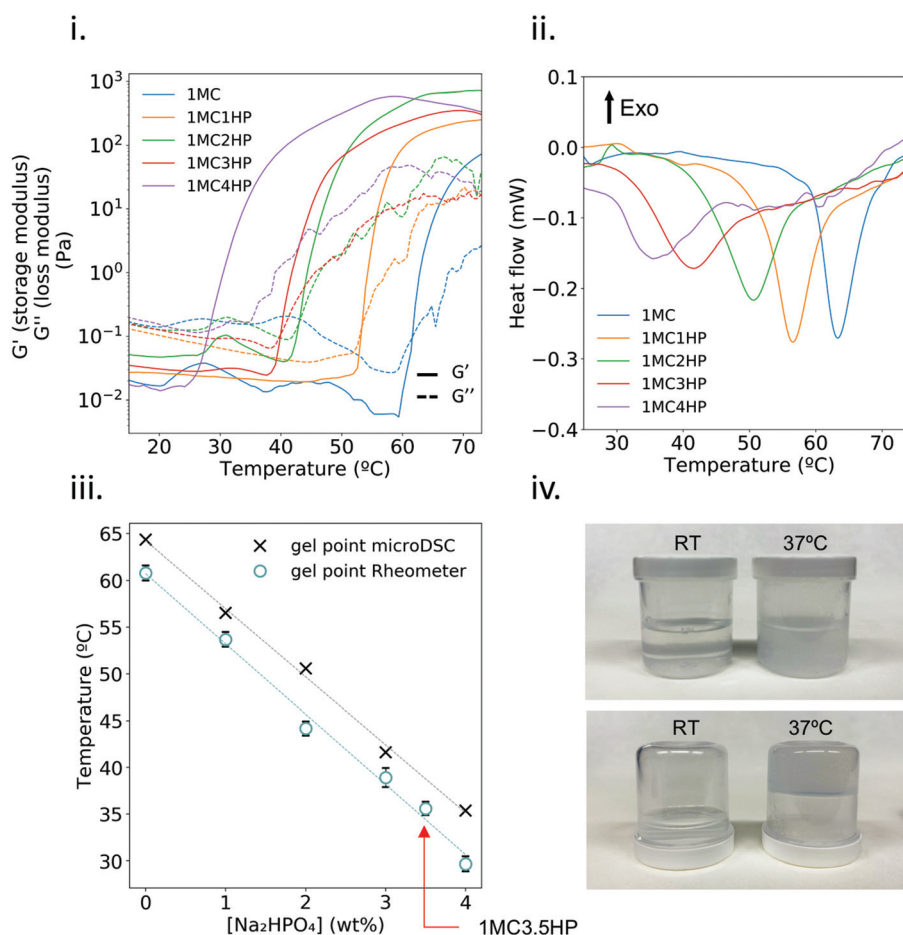 i.
G' (storage modulus)
G'' (loss modulus)
(Pa)
10³
10²
10¹
10⁰
10⁻¹
10⁻²
1MC
1MC1HP
1MC2HP
1MC3HP
1MC4HP
G'
G''
20 30 40 50 60 70
Temperature (ºC)
ii.
Heat flow (mW)
0.1
0.0
−0.1
−0.2
−0.3
−0.4
Exo
1MC
1MC1HP
1MC2HP
1MC3HP
1MC4HP
30 40 50 60 70
Temperature (ºC)
iii.
Temperature (ºC)
65
60
55
50
45
40
35
30
gel point microDSC
gel point Rheometer
0 1 2 3 4
[Na₂HPO₄] (wt%)
1MC3.5HP
iv.
RT 37ºC
RT 37ºC